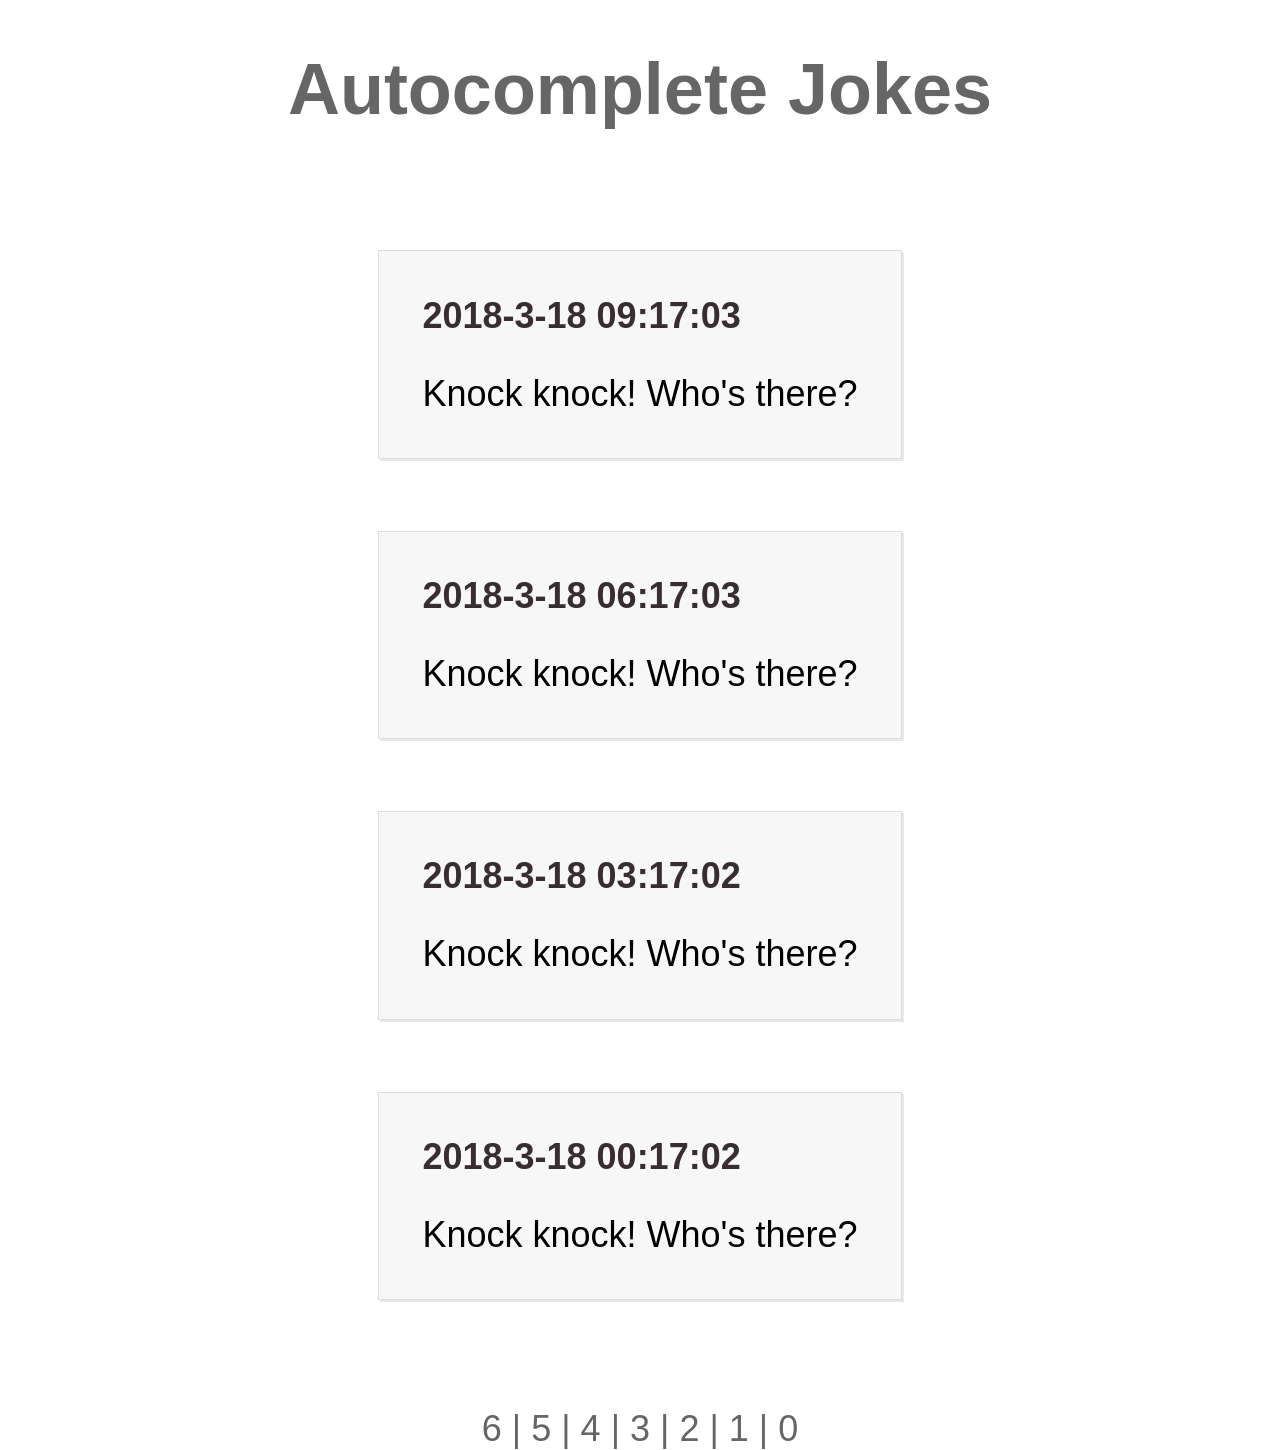 Autocomplete Jokes
2018-3-18 09:17:03
Knock knock! Who's there?
2018-3-18 06:17:03
Knock knock! Who's there?
2018-3-18 03:17:02
Knock knock! Who's there?
2018-3-18 00:17:02
Knock knock! Who's there?
6 | 5 | 4 | 3 | 2 | 1 | 0